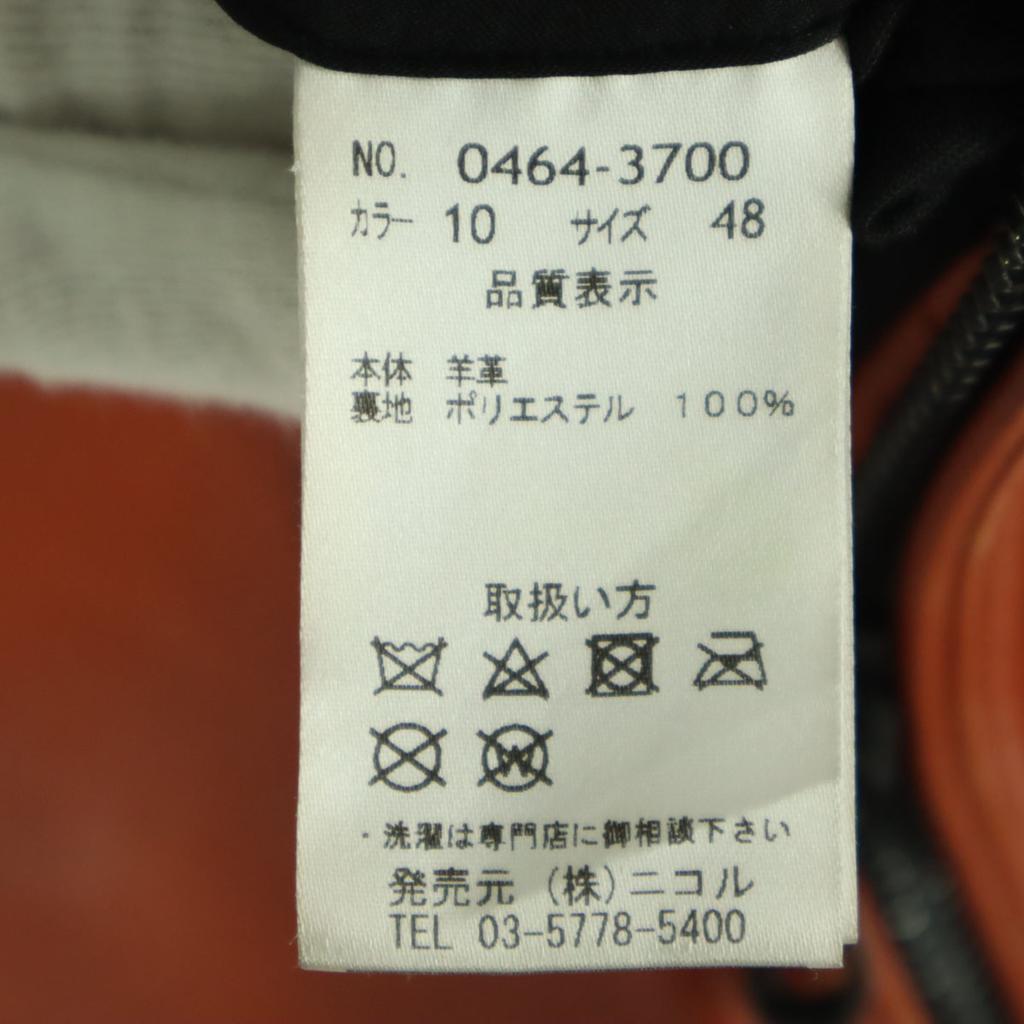 NO. 0464-3700
カラー 10 サイズ 48
品質表示
本体 羊革
裏地 ポリエステル １００％
取扱い方
W
・洗濯は専門店に御相談下さい
発売元 (株)ニコル
TEL 03-5778-5400